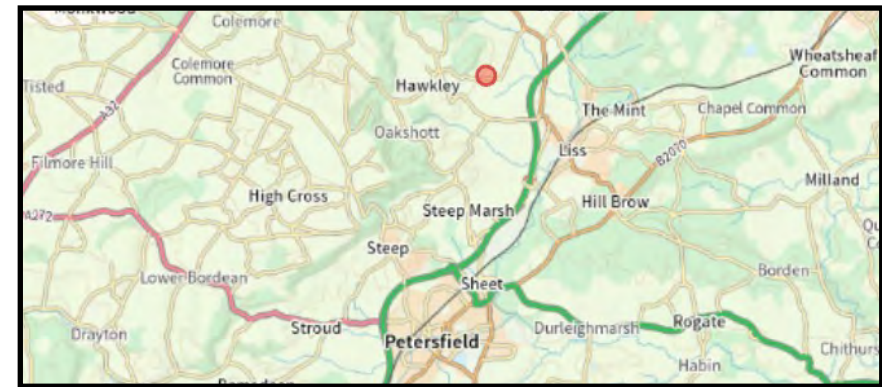 Colemore
Wheatsheaf
Common
Colemore
Common
Tisted
Hawkley
A32
The Mint
Chapel Common
Oakshott
Liss
B2070
Filmore Hill
Milland
High Cross
Hill Brow
Steep Marsh
A272
Steep
Borden
Lower Bordean
Sheet
Rogate
Stroud
Durleighmarsh
Drayton
Petersfield
Chithurs
Habin